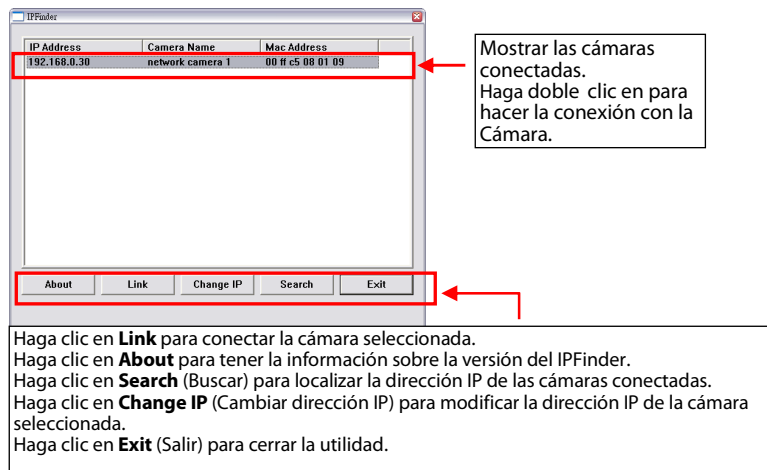 IPFinder
IP Address Camera Name Mac Address
192.168.0.30 network camera 1 00 ff c5 08 01 09
Mostrar las cámaras
conectadas.
Haga doble clic en para
hacer la conexión con la
Cámara.
About Link Change IP Search Exit
Haga clic en Link para conectar la cámara seleccionada.
Haga clic en About para tener la información sobre la versión del IPFinder.
Haga clic en Search (Buscar) para localizar la dirección IP de las cámaras conectadas.
Haga clic en Change IP (Cambiar dirección IP) para modificar la dirección IP de la cámara
seleccionada.
Haga clic en Exit (Salir) para cerrar la utilidad.